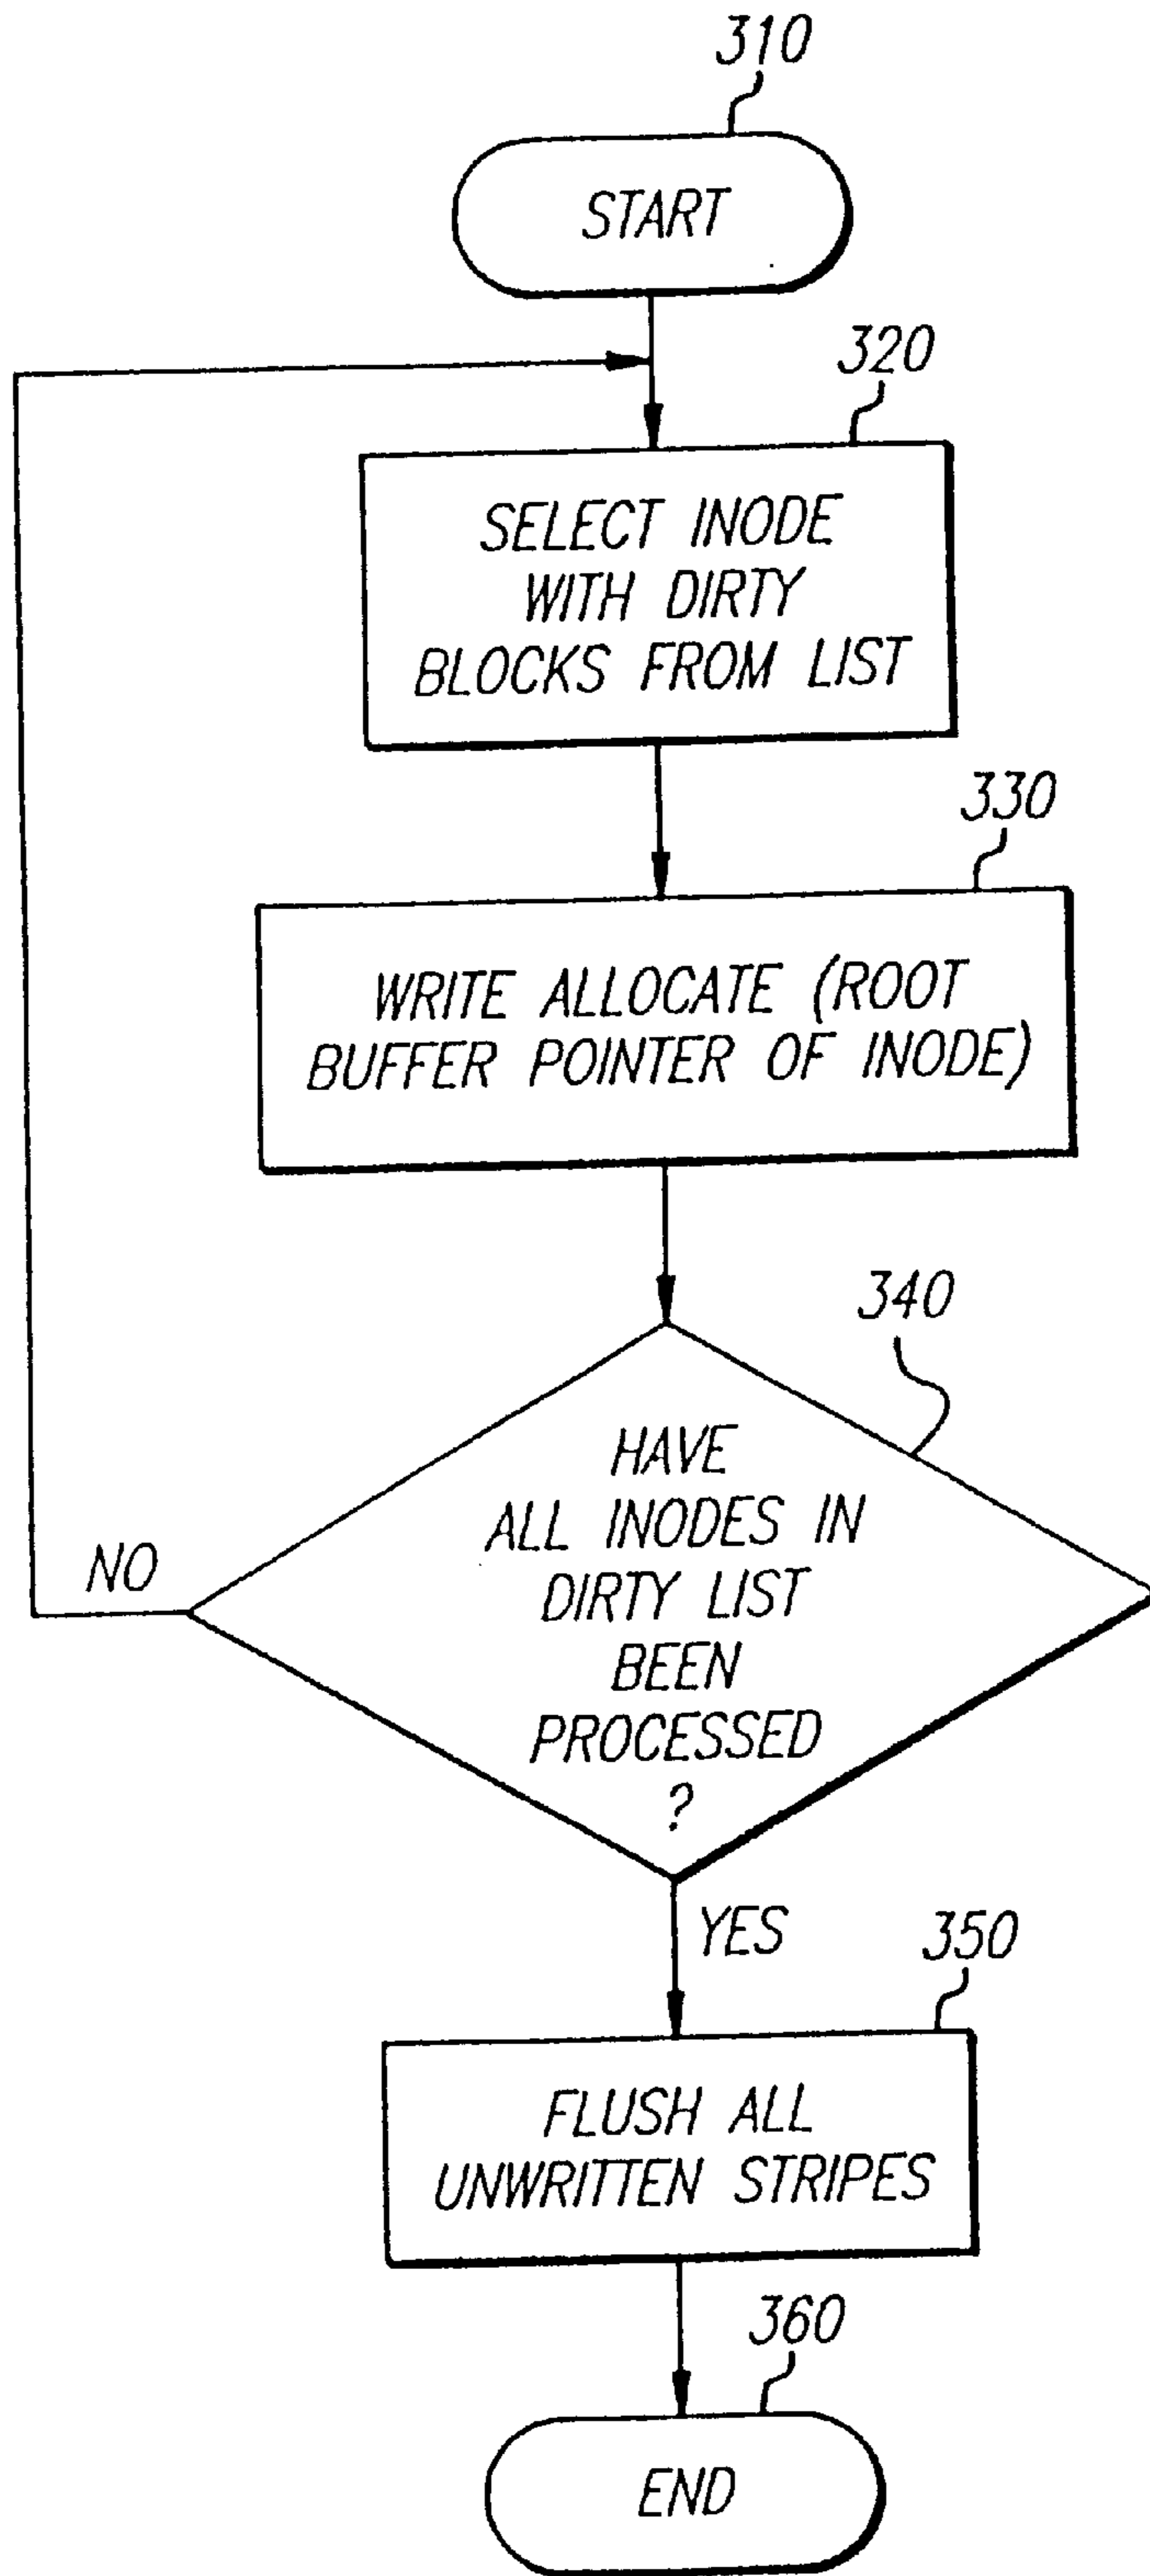 310
START
320
SELECT INODE
WITH DIRTY
BLOCKS FROM LIST
330
WRITE ALLOCATE (ROOT
BUFFER POINTER OF INODE)
340
HAVE
ALL INODES IN
DIRTY LIST
BEEN
PROCESSED
?
NO
YES
350
FLUSH ALL
UNWRITTEN STRIPES
360
END